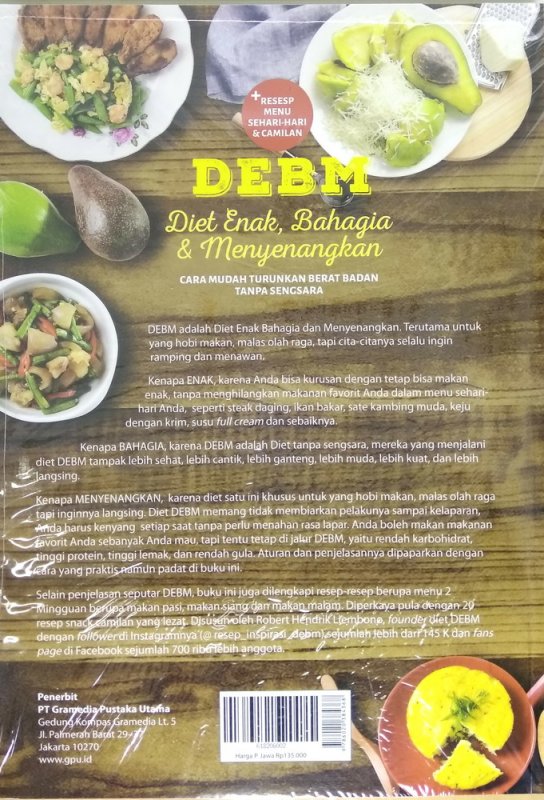 + RESESP
MENU
SEHARI-HARI
& CAMILAN
DEBM
Diet Enak, Bahagia
& Menyenangkan
CARA MUDAH TURUNKAN BERAT BADAN
TANPA SENGSARA
DEBM adalah Diet Enak Bahagia dan Menyenangkan. Terutama untuk
yang hobi makan, malas olah raga, tapi cita-citanya selalu ingin
ramping dan menawan.
Kenapa ENAK, karena Anda bisa kurusan dengan tetap bisa makan
enak, tanpa menghilangkan makanan favorit Anda dalam menu sehari-
hari Anda, seperti steak daging, ikan bakar, sate kambing muda, keju
dengan krim, susu full cream dan sebaiknya.
Kenapa BAHAGIA, karena DEBM adalah Diet tanpa sengsara, mereka yang menjalani
diet DEBM tampak lebih sehat, lebih cantik, lebih ganteng, lebih muda, lebih kuat, dan lebih
langsing.
Kenapa MENYENANGKAN, karena diet satu ini khusus untuk yang hobi makan, malas olah raga
tapi inginnya langsing. Diet DEBM memang tidak membiarkan pelakunya sampai kelaparan,
Anda harus kenyang setiap saat tanpa perlu menahan rasa lapar. Anda boleh makan makanan
favorit Anda sebanyak Anda mau, tapi tentu tetap di jalur DEBM, yaitu rendah karbohidrat,
tinggi protein, tinggi lemak, dan rendah gula. Aturan dan penjelasannya dipaparkan dengan
cara yang praktis namun padat di buku ini.
Selain penjelasan seputar DEBM, buku ini juga dilengkapi resep-resep berupa menu 2
Mingguan berupa makan pasi, makan siang dan makan malam. Diperkaya pula dengan 20
resep snack camilan yang lezat. Disusun oleh Robert Hendrik Liembono, founder diet DEBM
dengan follower di Instagramnya (@ resep_inspirasi_debm) sejumlah lebih dari 145 K dan fans
page di Facebook sejumlah 700 ribu lebih anggota.
Penerbit
PT Gramedia Pustaka Utama
Gedung Kompas Gramedia Lt. 5
Jl. Palmerah Barat 29-37
Jakarta 10270
www.gpu.id
Harga P. Jawa Rp135.000